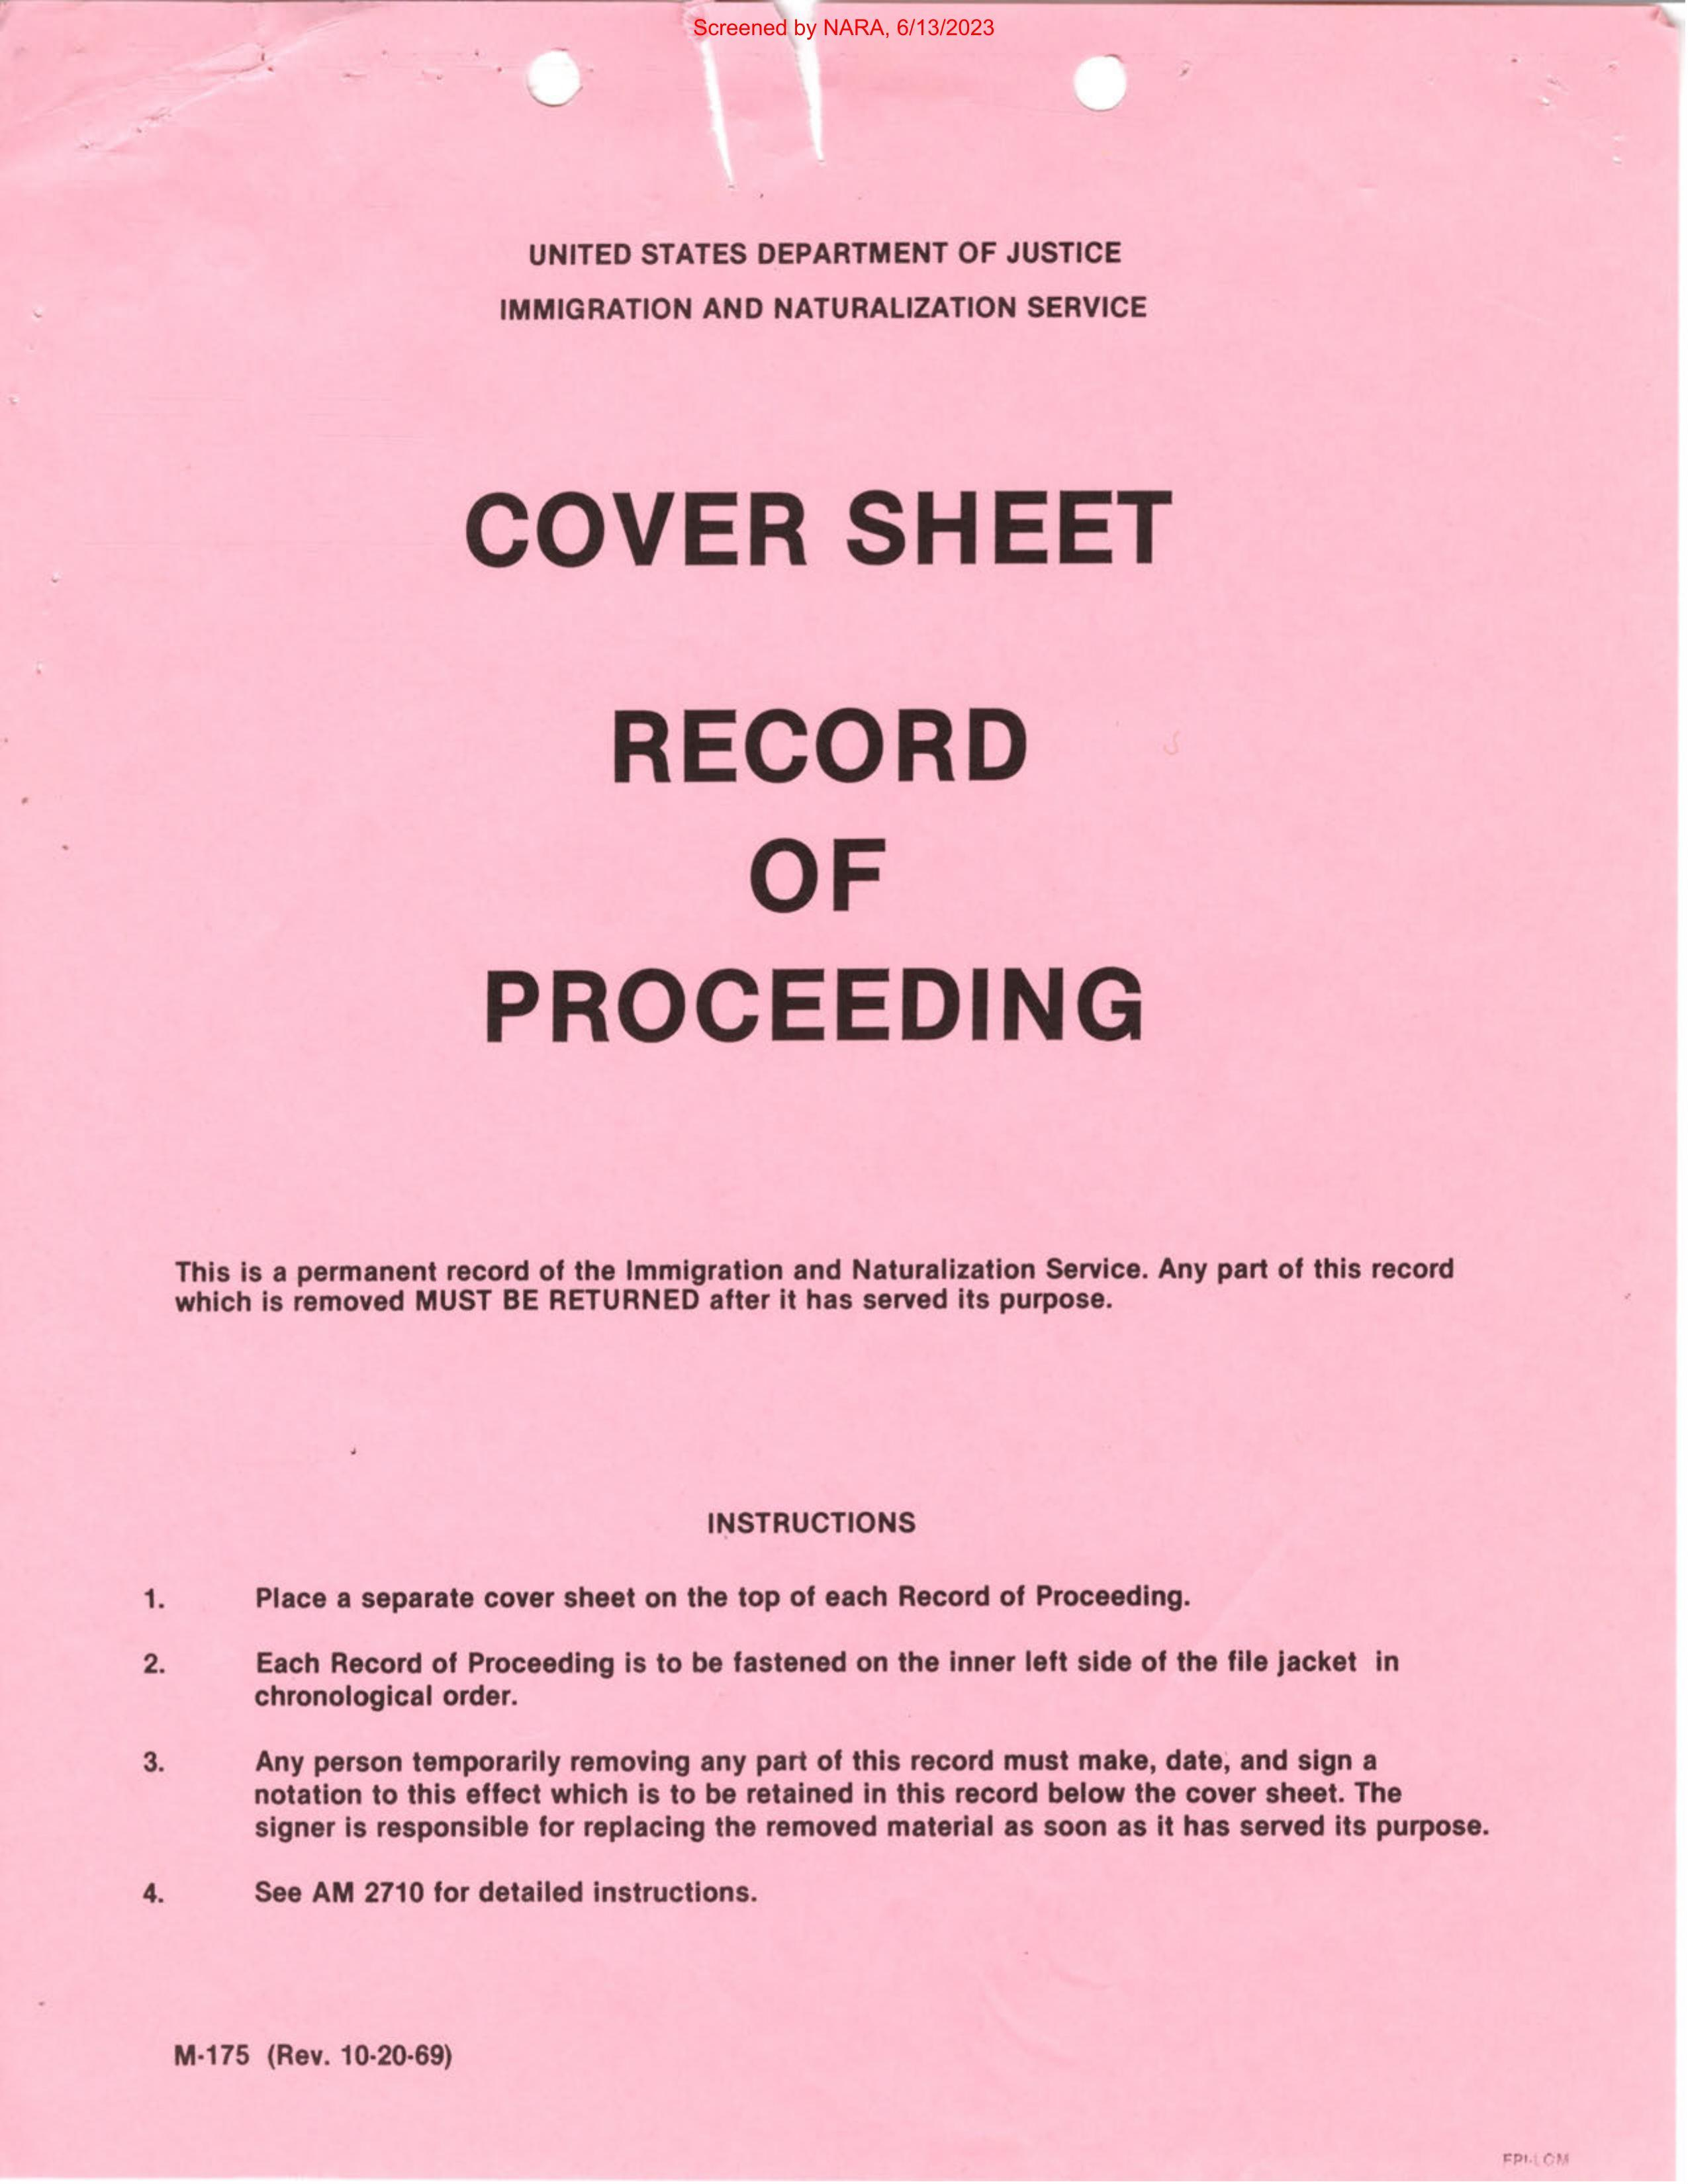 Screened by NARA, 6/13/2023
UNITED STATES DEPARTMENT OF JUSTICE
IMMIGRATION AND NATURALIZATION SERVICE
COVER SHEET
RECORD
OF
PROCEEDING
This is a permanent record of the Immigration and Naturalization Service. Any part of this record
which is removed MUST BE RETURNED after it has served its purpose.
INSTRUCTIONS
1. Place a separate cover sheet on the top of each Record of Proceeding.
2. Each Record of Proceeding is to be fastened on the inner left side of the file jacket in
chronological order.
3. Any person temporarily removing any part of this record must make, date, and sign a
notation to this effect which is to be retained in this record below the cover sheet. The
signer is responsible for replacing the removed material as soon as it has served its purpose.
4. See AM 2710 for detailed instructions.
M-175 (Rev. 10-20-69)